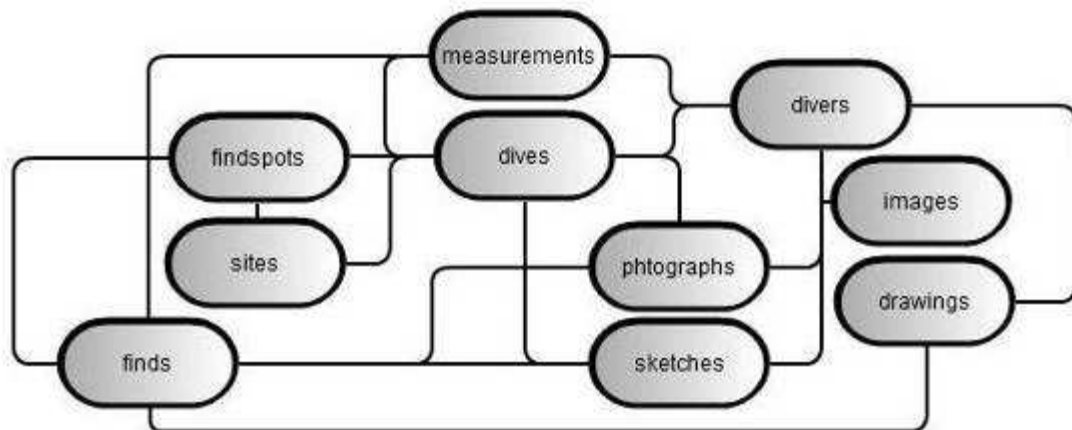 measurements
divers
findspots
dives
images
sites
phtographs
drawings
finds
sketches